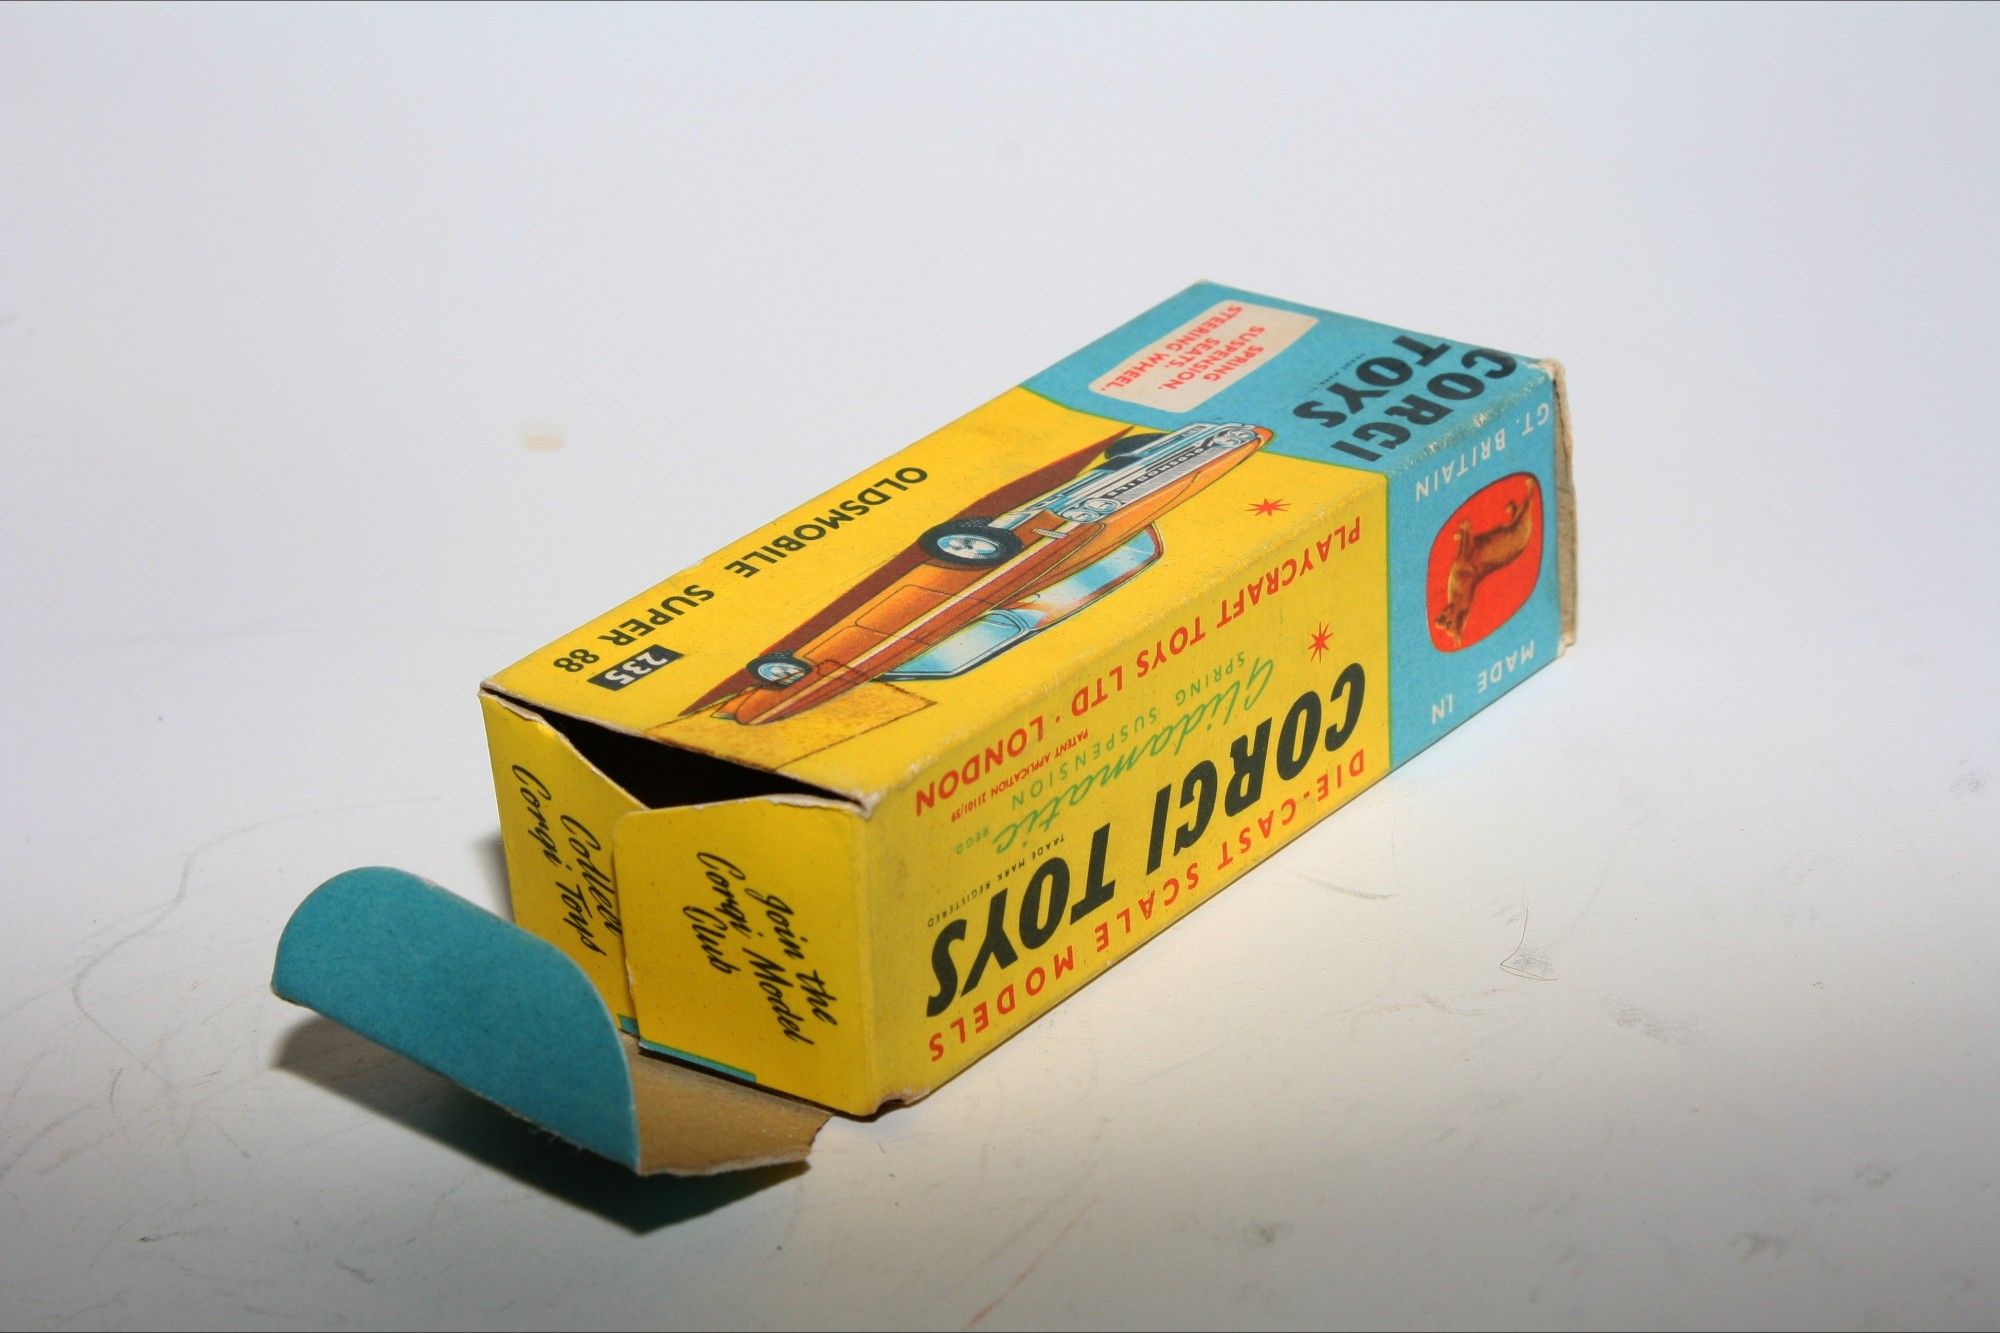 CORGI
TOYS
TRADE MARK
SPRING
SUSPENSION.
SEATS.
STEERING WHEEL.
OLDSMOBILE SUPER 88
235
MADE IN
GT. BRITAIN
DIE-CAST SCALE MODELS
CORGI TOYS
TRADE MARK REGISTERED
Glidamatic REGD.
SPRING SUSPENSION
PATENT APPLICATION 21101/59
PLAYCRAFT TOYS LTD · LONDON
Collect
Corgi Toys
Join the
Corgi Model
Club